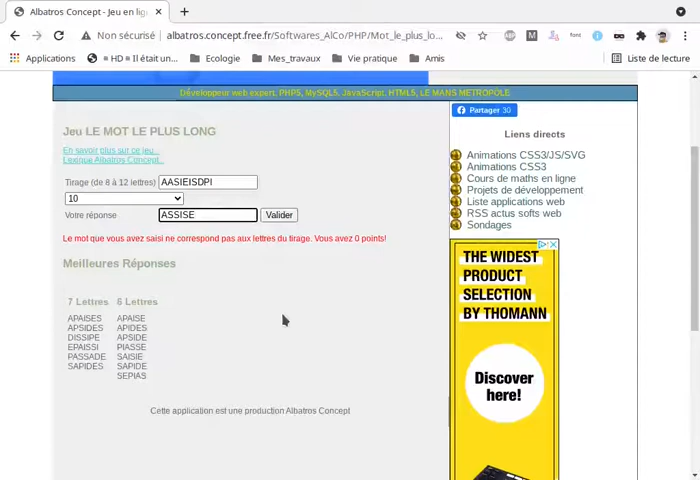 Albatros Concept - Jeu en lig
Non sécurisé
albatros.concept.free.fr/Softwares_AlCo/PHP/Mot_le_plus_lo...
Applications
= HD = Il était un...
Ecologie
Mes_travaux
Vie pratique
Amis
Liste de lecture
Développeur web expert, PHP5, MySQL5, JavaScript, HTML5, LE MANS METROPOLE
Partager 30
Jeu LE MOT LE PLUS LONG
En savoir plus sur ce jeu...
Lexique Albatros Concept...
Tirage (de 8 à 12 lettres) AASIEISDPI
10
Votre réponse ASSISE Valider
Le mot que vous avez saisi ne correspond pas aux lettres du tirage. Vous avez 0 points!
Meilleures Réponses
7 Lettres 6 Lettres
APAISES APAISE
APSIDES APIDES
DISSIPE APSIDE
EPAISSI PIASSE
PASSADE SAISIE
SAPIDES SAPIDE
SEPIAS
Cette application est une production Albatros Concept
Liens directs
Animations CSS3/JS/SVG
Animations CSS3
Cours de maths en ligne
Projets de développement
Liste applications web
RSS actus softs web
Sondages
THE WIDEST
PRODUCT
SELECTION
BY THOMANN
Discover
here!